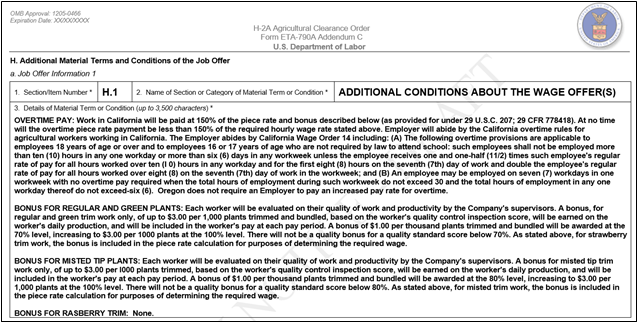 OMB Approval: 1205-0466
Expiration Date: XX/XX/XXXX
H-2A Agricultural Clearance Order
Form ETA-790A Addendum C
U.S. Department of Labor
H. Additional Material Terms and Conditions of the Job Offer
a. Job Offer Information 1
1. Section/Item Number * H.1 2. Name of Section or Category of Material Term or Condition * ADDITIONAL CONDITIONS ABOUT THE WAGE OFFER(S)
3. Details of Material Term or Condition (up to 3,500 characters) *
OVERTIME PAY: Work in California will be paid at 150% of the piece rate and bonus described below (as provided for under 29 U.S.C. 207; 29 CFR 778418). At no time
will the overtime piece rate payment be less than 150% of the required hourly wage rate stated above. Employer will abide by the California overtime rules for
agricultural workers working in California. The Employer abides by California Wage Order 14 including: (A) The following overtime provisions are applicable to
employees 18 years of age or over and to employees 16 or 17 years of age who are not required by law to attend school: such employees shall not be employed more
than ten (10) hours in any one workday or more than six (6) days in any workweek unless the employee receives one and one-half (11/2) times such employee's regular
rate of pay for all hours worked over ten (l 0) hours in any workday and for the first eight (8) hours on the seventh (7th) day of work and double the employee's regular
rate of pay for all hours worked over eight (8) on the seventh (7th) day of work in the workweek; and (B) An employee may be employed on seven (7) workdays in one
workweek with no overtime pay required when the total hours of employment during such workweek do not exceed 30 and the total hours of employment in any one
workday thereof do not exceed-six (6). Oregon does not require an Employer to pay an increased pay rate for overtime.
BONUS FOR REGULAR AND GREEN PLANTS: Each worker will be evaluated on their quality of work and productivity by the Company's supervisors. A bonus, for
regular and green trim work only, of up to $3.00 per 1,000 plants trimmed and bundled, based on the worker's quality control inspection score, will be earned on the
worker's daily production, and will be included in the worker's pay at each pay period. A bonus of $1.00 per thousand plants trimmed and bundled will be awarded at the
70% level, increasing to $3.00 per 1000 plants at the 100% level. There will not be a quality bonus for a quality standard score below 70%. As stated above, for strawberry
trim work, the bonus is included in the piece rate calculation for purposes of determining the required wage.
BONUS FOR MISTED TIP PLANTS: Each worker will be evaluated on their quality of work and productivity by the Company's supervisors. A bonus for misted tip trim
work only, of up to $3.00 per l000 plants trimmed, based on the worker's quality control inspection score, will be earned on the worker's daily production, and will be
included in the worker's pay at each pay period. A bonus of $1.00 per thousand plants trimmed and bundled will be awarded at the 80% level, increasing to $3.00 per
1,000 plants at the 100% level. There will not be a quality bonus for a quality standard score below 80%. As stated above, for misted trim work, the bonus is included in
the piece rate calculation for purposes of determining the required wage.
BONUS FOR RASBERRY TRIM: None.